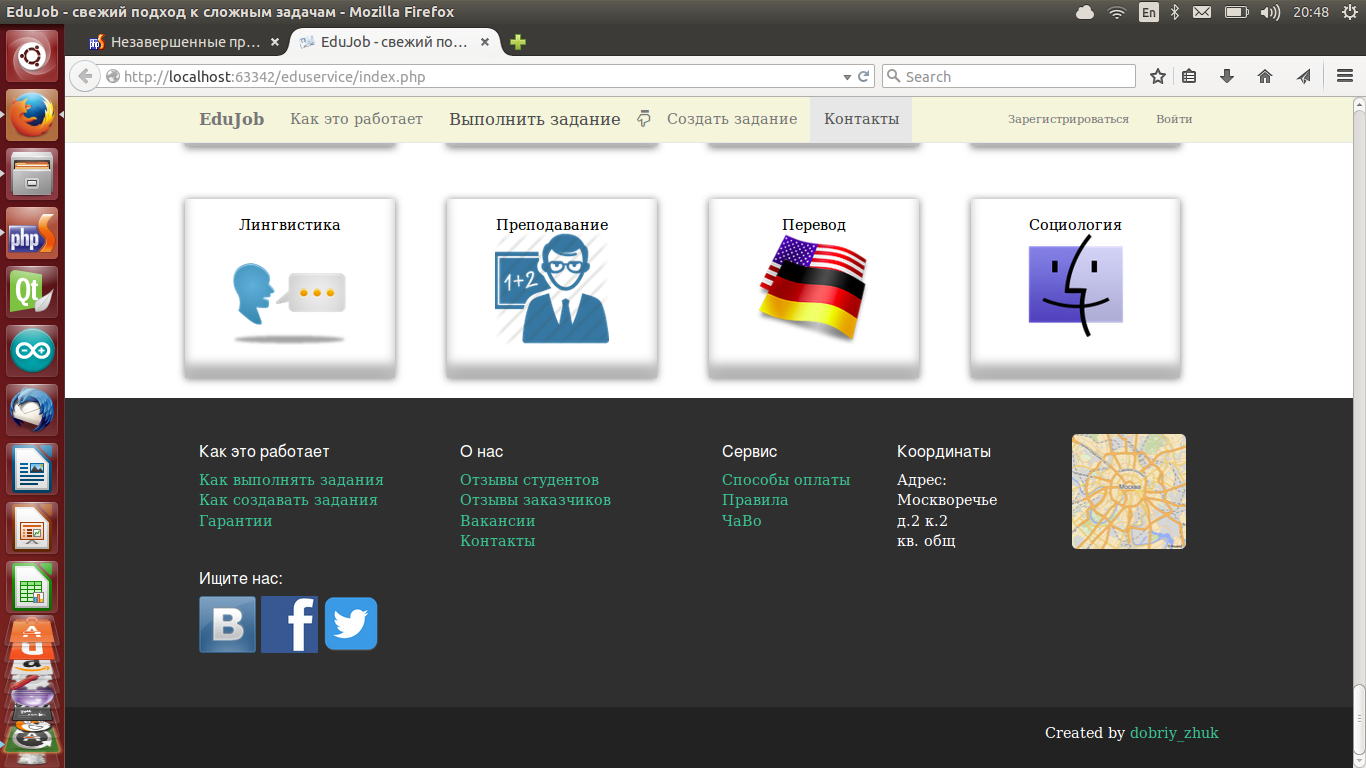 EduJob - свежий подход к сложным задачам - Mozilla Firefox
En
20:48
Незавершенные пр...
EduJob - свежий по...
http://localhost:63342/eduservice/index.php
Search
EduJob
Как это работает
Выполнить задание
Создать задание
Контакты
Зарегистрироваться
Войти
Лингвистика
Преподавание
Перевод
Социология
1+2
Как это работает
Как выполнять задания
Как создавать задания
Гарантии
О нас
Отзывы студентов
Отзывы заказчиков
Вакансии
Контакты
Сервис
Способы оплаты
Правила
ЧаВо
Координаты
Адрес:
Москворечье
д.2 к.2
кв. общ
Москва
Ищите нас:
B
f
Created by dobriy_zhuk
php
Qt